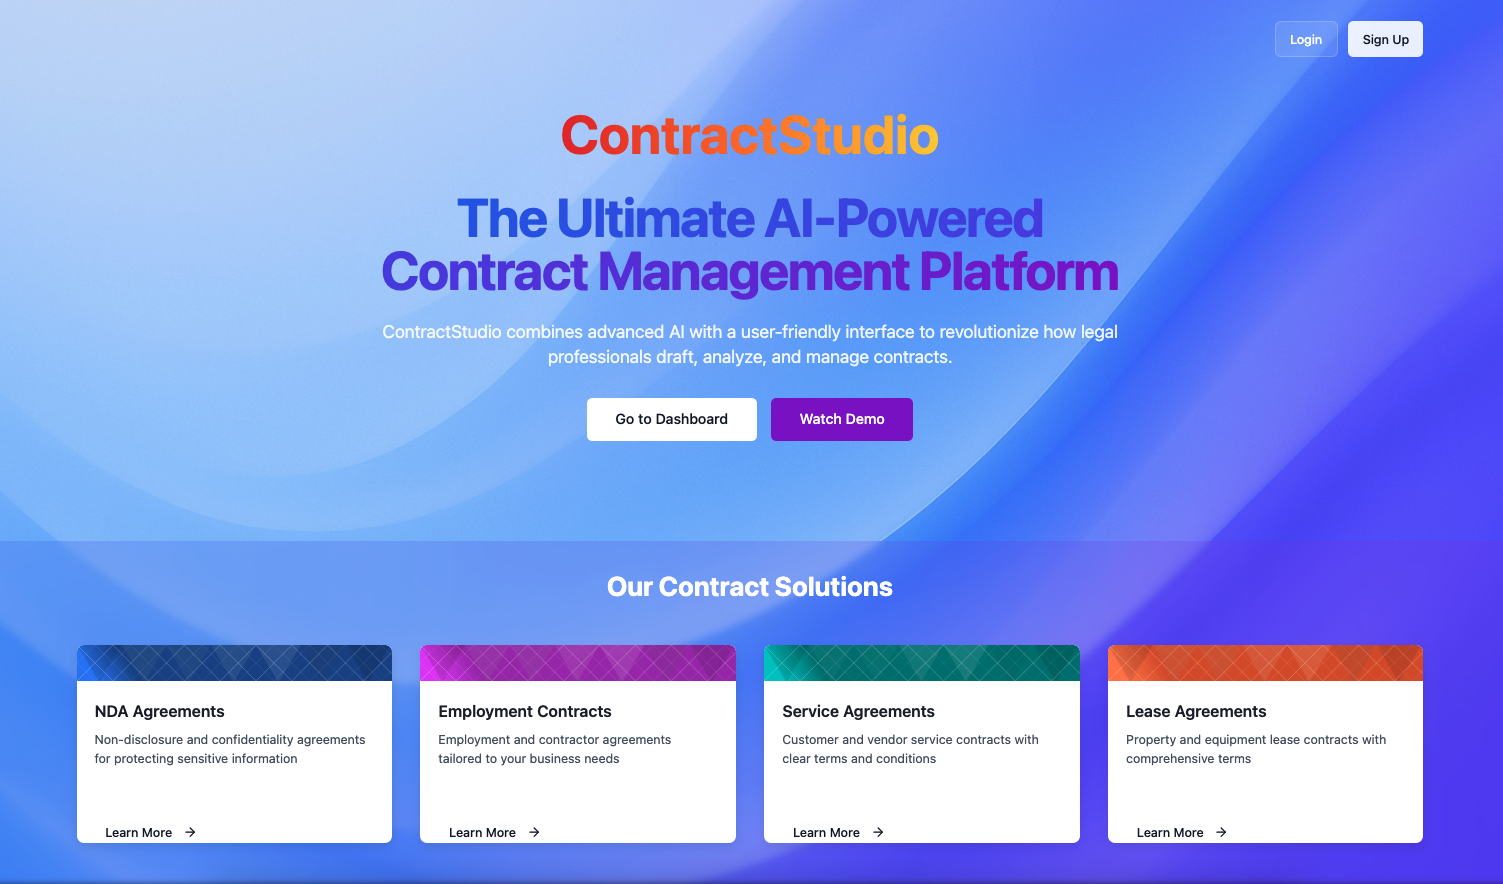 Login
Sign Up
ContractStudio
The Ultimate AI-Powered
Contract Management Platform
ContractStudio combines advanced AI with a user-friendly interface to revolutionize how legal
professionals draft, analyze, and manage contracts.
Go to Dashboard
Watch Demo
Our Contract Solutions
NDA Agreements
Non-disclosure and confidentiality agreements
for protecting sensitive information
Learn More
Employment Contracts
Employment and contractor agreements
tailored to your business needs
Learn More
Service Agreements
Customer and vendor service contracts with
clear terms and conditions
Learn More
Lease Agreements
Property and equipment lease contracts with
comprehensive terms
Learn More